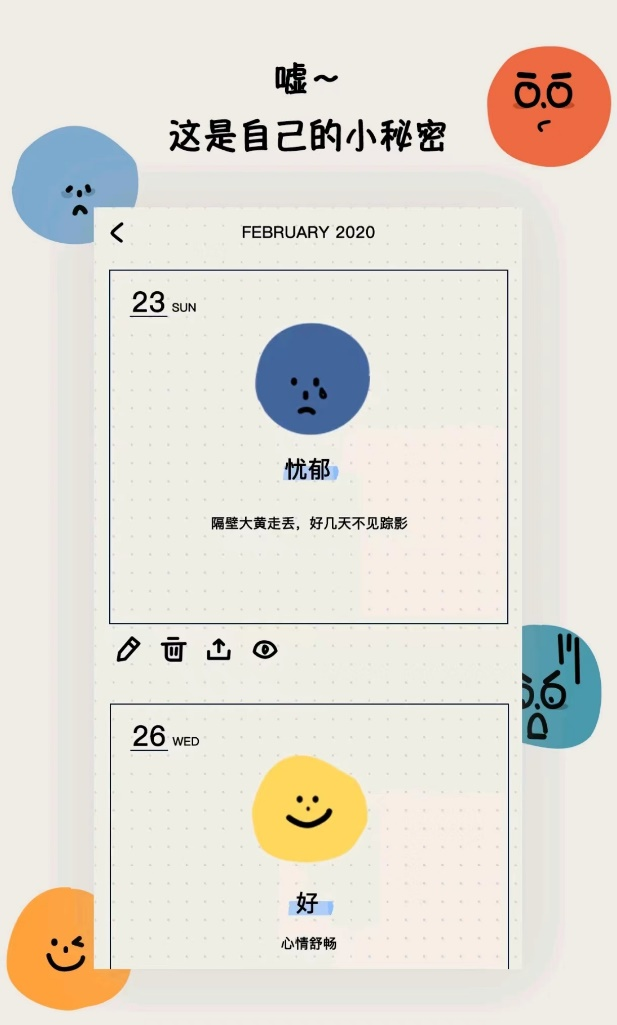 嘘～
这是自己的小秘密
FEBRUARY 2020
23 SUN
忧郁
隔壁大黄走丢，好几天不见踪影
26 WED
好
心情舒畅